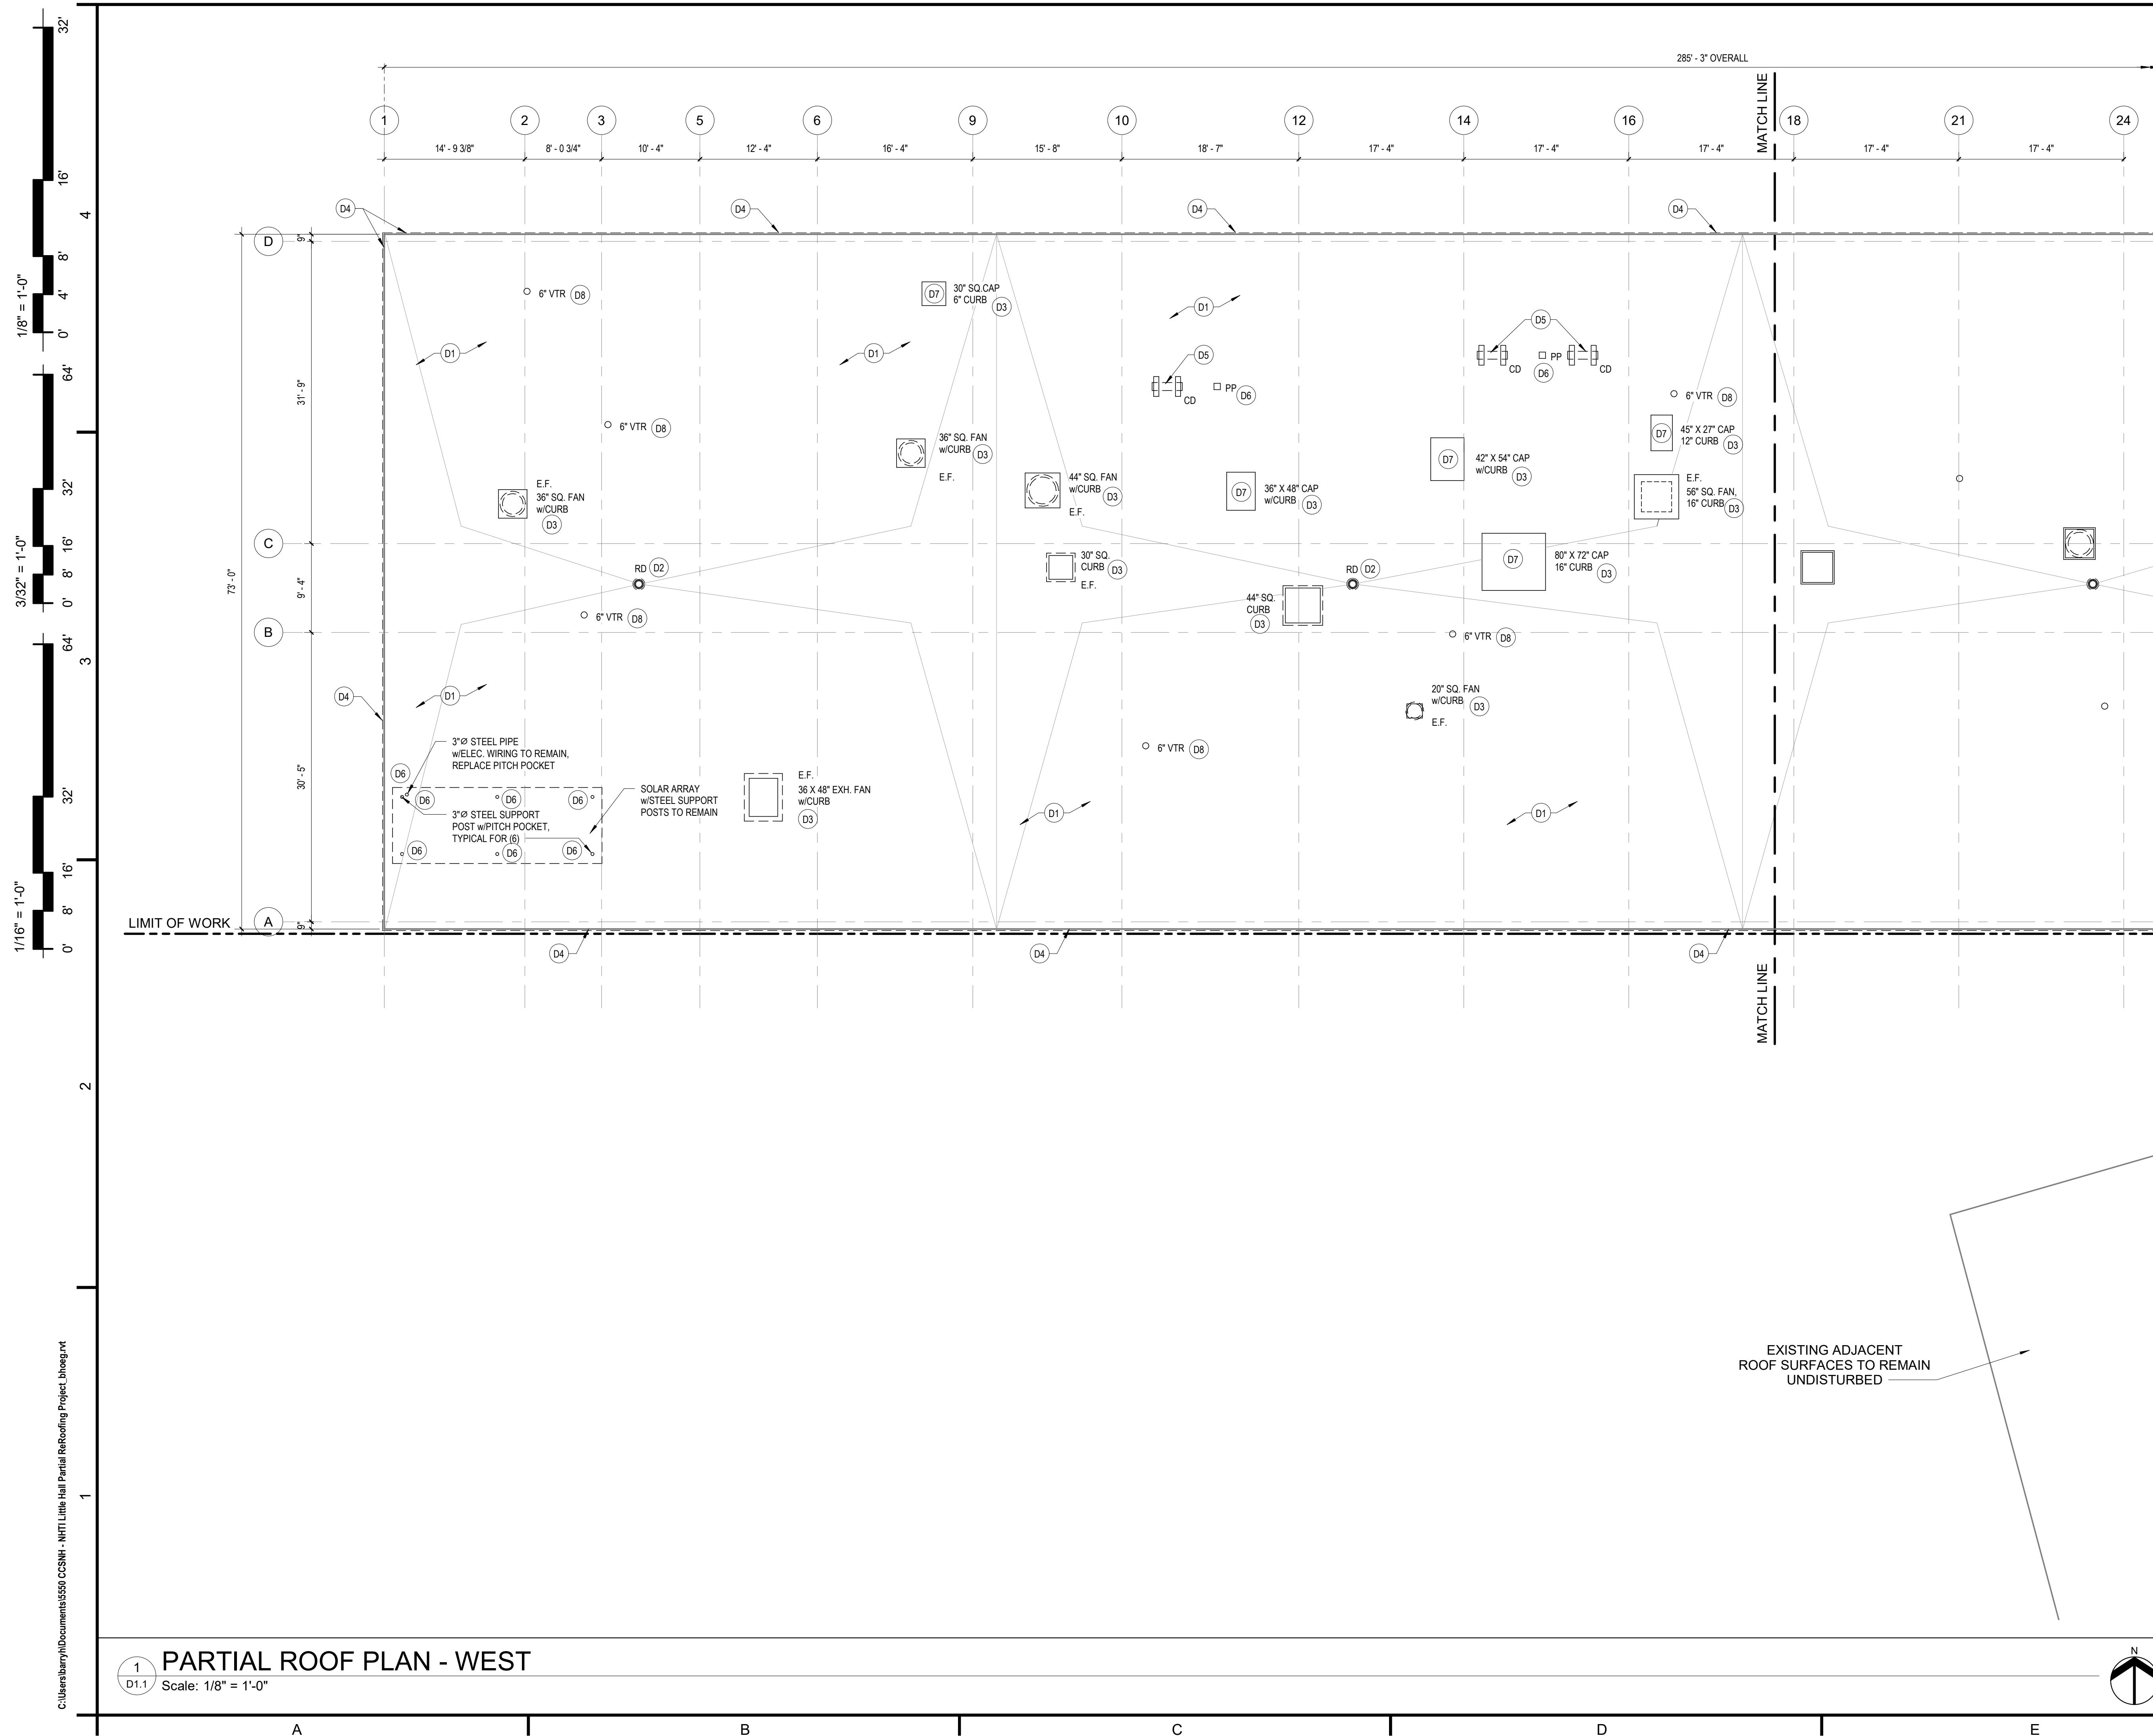 285' - 3" OVERALL
MATCH LINE
1
2
3
5
6
9
10
12
14
16
18
21
24
14' - 9 3/8"
8' - 0 3/4"
10' - 4"
12' - 4"
16' - 4"
15' - 8"
18' - 7"
17' - 4"
17' - 4"
17' - 4"
17' - 4"
17' - 4"
D4
D4
D4
D4
D
9"
6" VTR D8
D7
30" SQ.CAP
6" CURB
D3
D1
D1
D1
D5
D5
CD
PP
D6
CD
CD
PP
D6
31' - 9"
6" VTR D8
6" VTR D8
36" SQ. FAN
w/CURB
D3
E.F.
D7
45" X 27" CAP
12" CURB
D3
E.F.
36" SQ. FAN
w/CURB
D3
44" SQ. FAN
w/CURB
D3
E.F.
D7
36" X 48" CAP
w/CURB
D3
D7
42" X 54" CAP
w/CURB
D3
E.F.
56" SQ. FAN,
16" CURB
D3
C
73' - 0"
9' - 4"
RD D2
30" SQ.
CURB
D3
E.F.
RD D2
D7
80" X 72" CAP
16" CURB
D3
44" SQ.
CURB
D3
6" VTR D8
B
6" VTR D8
D4
D1
20" SQ. FAN
w/CURB
D3
E.F.
30' - 5"
6" VTR D8
3"Ø STEEL PIPE
w/ELEC. WIRING TO REMAIN,
REPLACE PITCH POCKET
D6
D6
D6
D6
3"Ø STEEL SUPPORT
POST w/PITCH POCKET,
TYPICAL FOR (6)
D6
D6
D6
SOLAR ARRAY
w/STEEL SUPPORT
POSTS TO REMAIN
E.F.
36 X 48" EXH. FAN
w/CURB
D3
D1
D1
LIMIT OF WORK
A
9"
D4
D4
D4
MATCH LINE
EXISTING ADJACENT
ROOF SURFACES TO REMAIN
UNDISTURBED
1
D1.1
PARTIAL ROOF PLAN - WEST
Scale: 1/8" = 1'-0"
N
A
B
C
D
E
4
3
2
1
1/8" = 1'-0"
0'
4'
8'
16'
32'
3/32" = 1'-0"
0'
8'
16'
32'
64'
1/16" = 1'-0"
0'
8'
16'
32'
64'
C:\Users\barryh\Documents\5550 CCSNH - NHTI Little Hall Partial ReRoofing Project_bhoeg.rvt